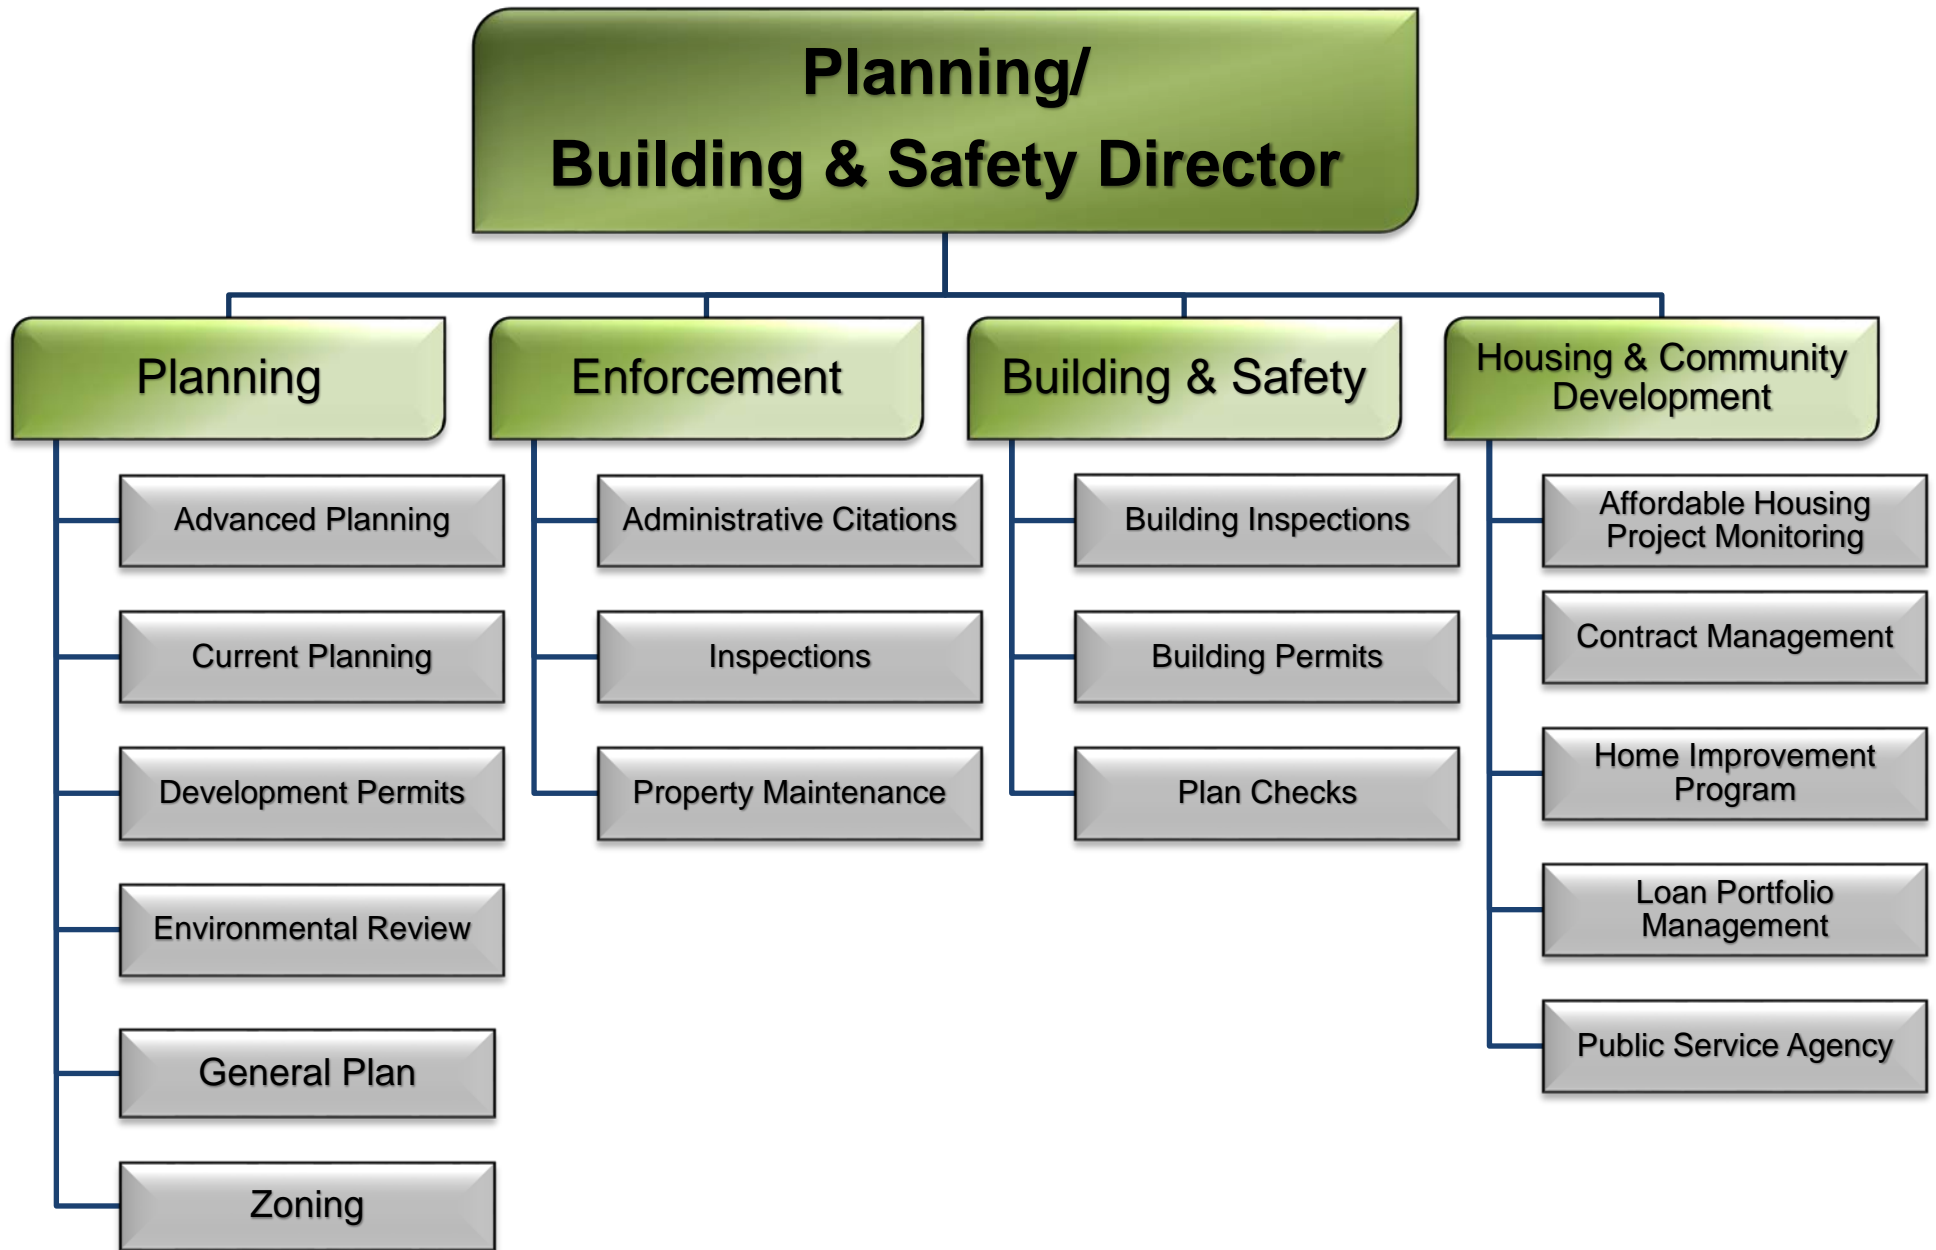 Planning/
Building & Safety Director
Planning
Advanced Planning
Current Planning
Development Permits
Environmental Review
General Plan
Zoning
Enforcement
Administrative Citations
Inspections
Property Maintenance
Building & Safety
Building Inspections
Building Permits
Plan Checks
Housing & Community
Development
Affordable Housing
Project Monitoring
Contract Management
Home Improvement
Program
Loan Portfolio
Management
Public Service Agency